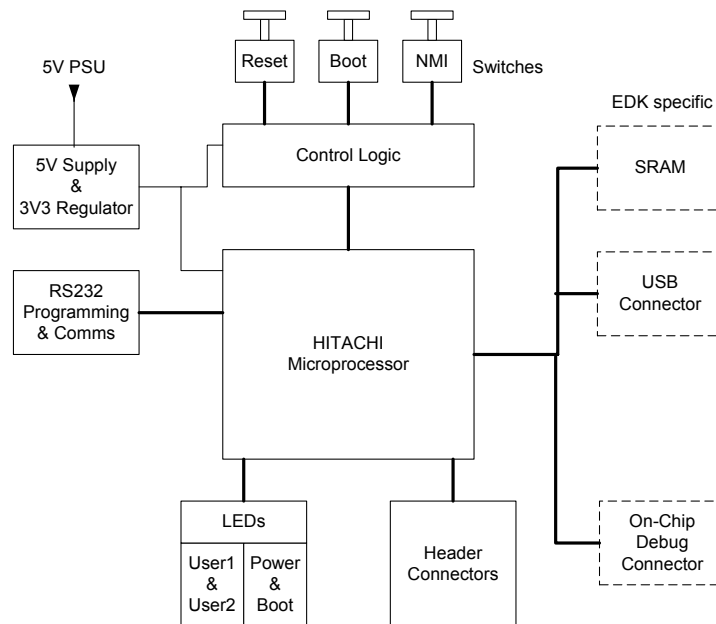 Reset
Boot
NMI
Switches
5V PSU
EDK specific
Control Logic
5V Supply
&
3V3 Regulator
SRAM
RS232
Programming
& Comms
HITACHI
Microprocessor
USB
Connector
LEDs
User1
&
User2
Power
&
Boot
Header
Connectors
On-Chip
Debug
Connector